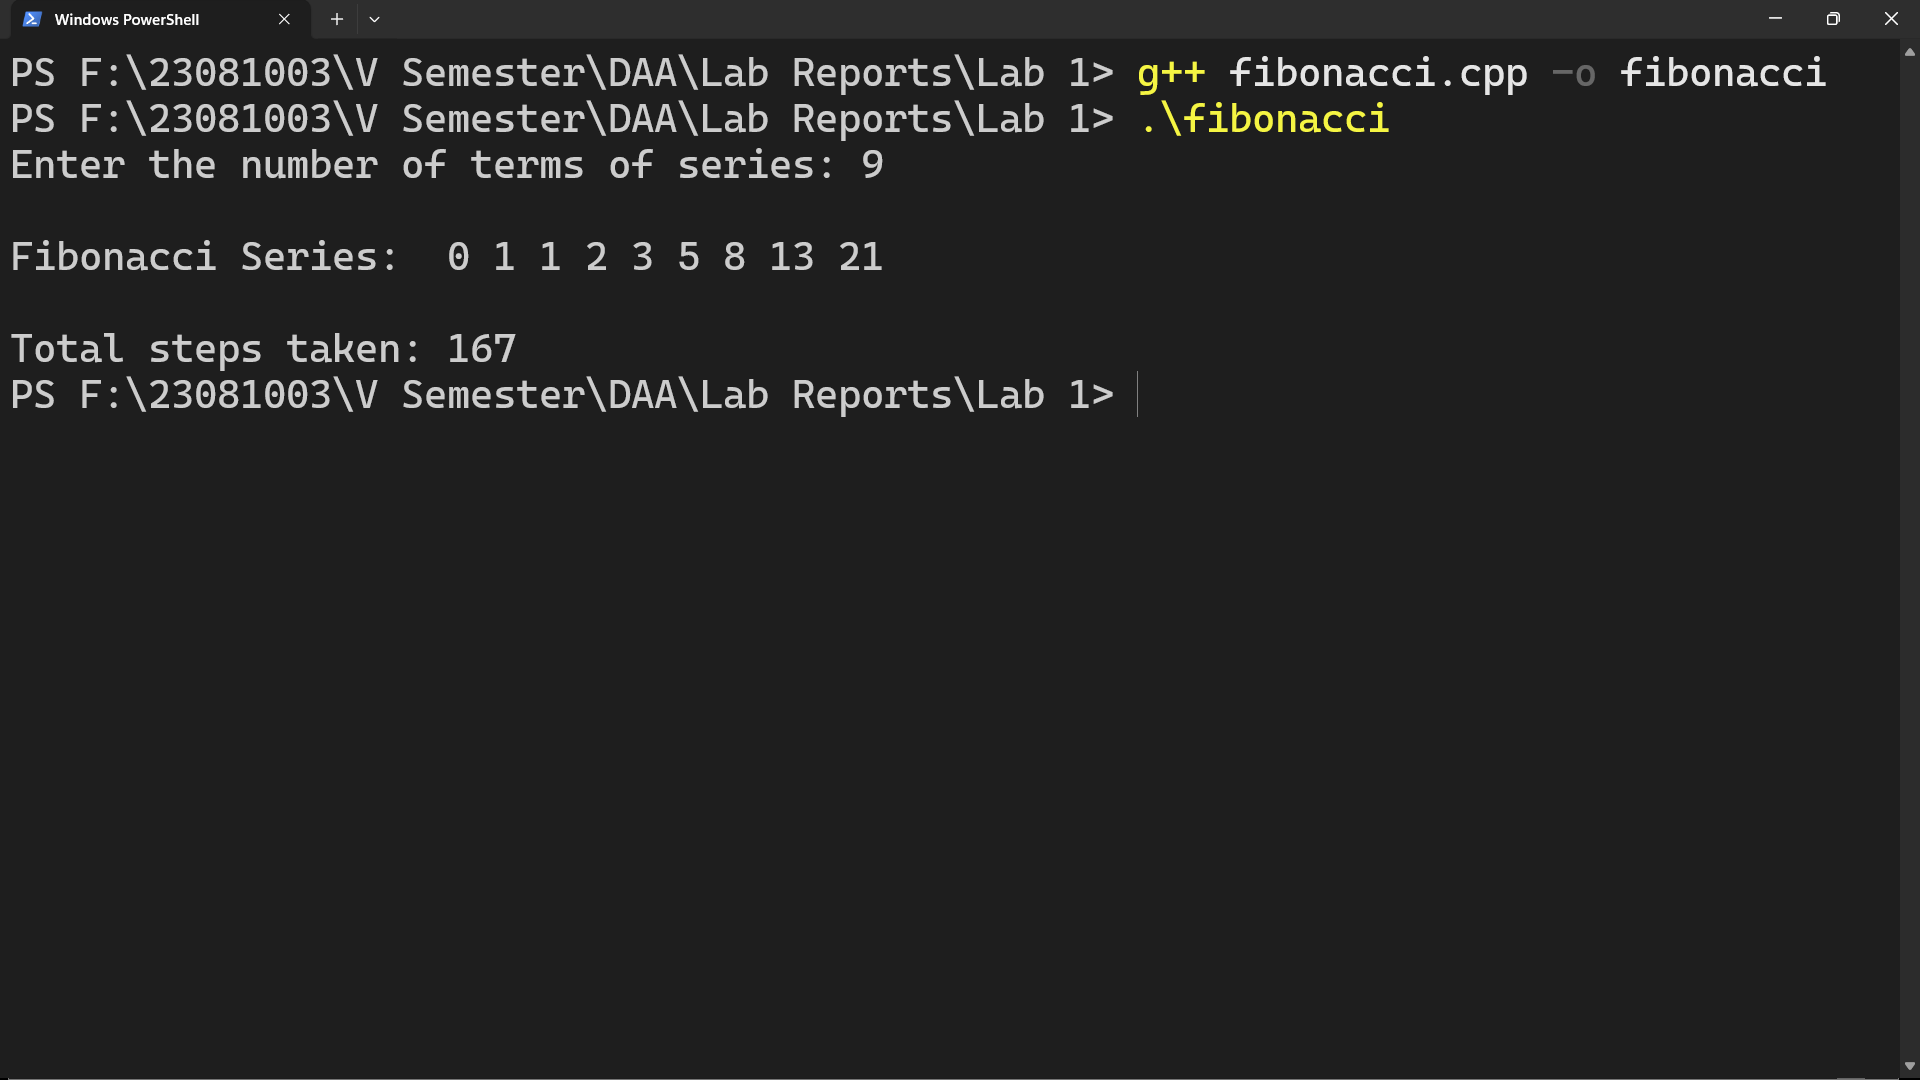 Windows PowerShell
PS F:\23081003\V Semester\DAA\Lab Reports\Lab 1> g++ fibonacci.cpp -o fibonacci
PS F:\23081003\V Semester\DAA\Lab Reports\Lab 1> .\fibonacci
Enter the number of terms of series: 9
Fibonacci Series:  0 1 1 2 3 5 8 13 21
Total steps taken: 167
PS F:\23081003\V Semester\DAA\Lab Reports\Lab 1>